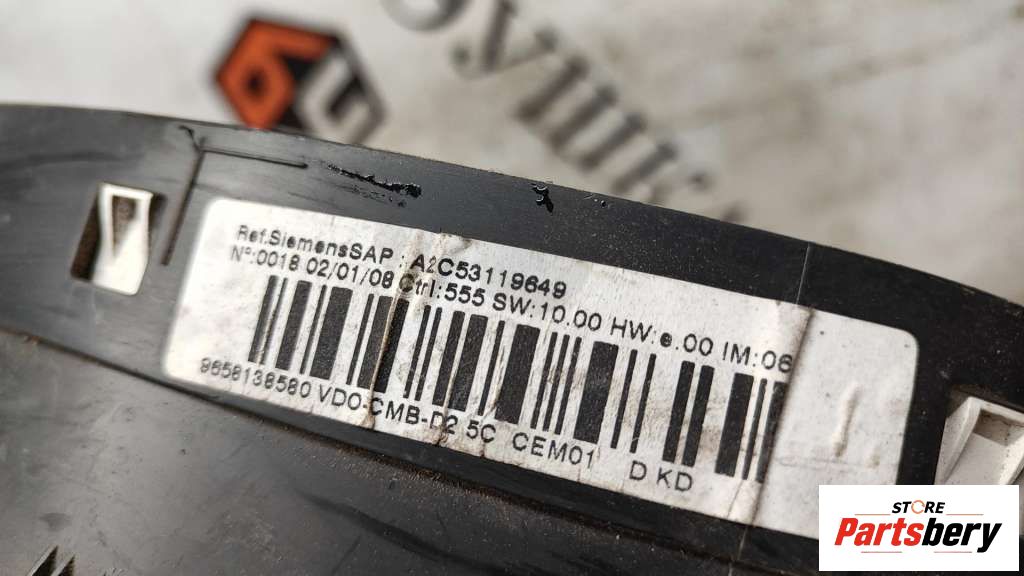 Ref.SiemensSAP : A2C53119649
N°:0018 02/01/08 Ctrl:555 SW:10.00 HW:e.00 IM:06
9658138580 VDO-CMB-D2 5C CEM01 D KD
STORE
Partsbery